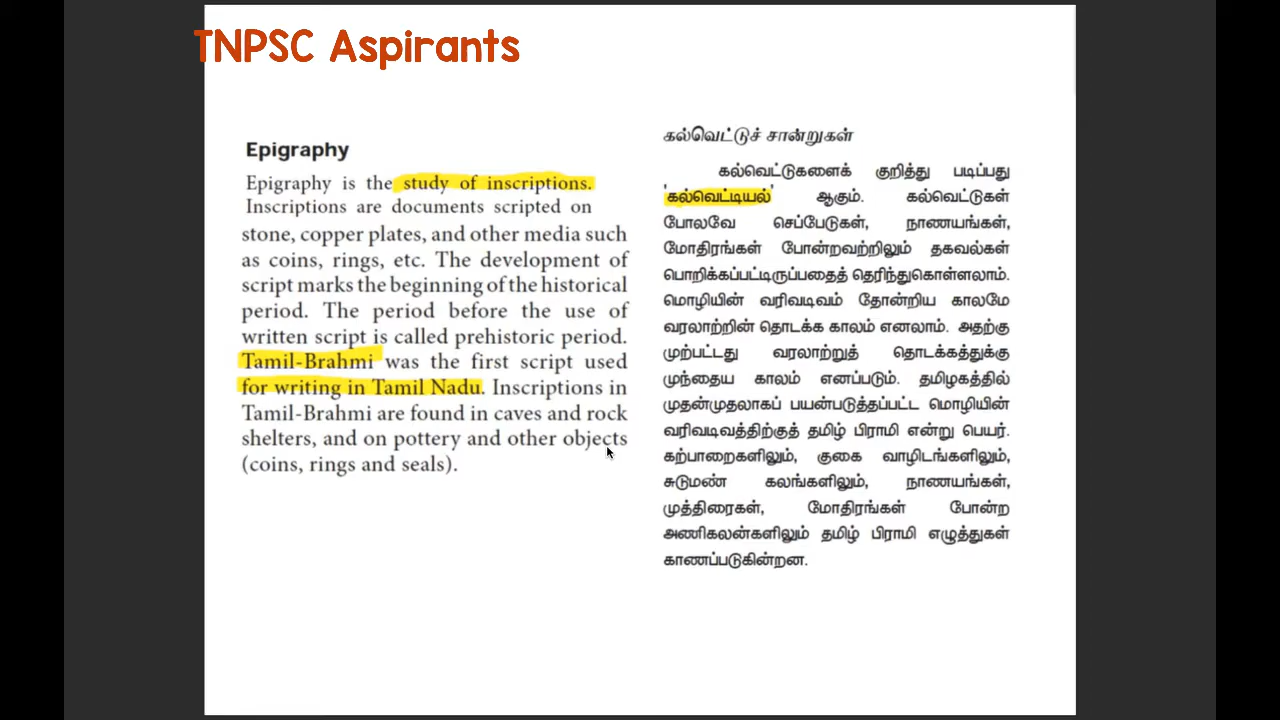 TNPSC Aspirants
Epigraphy
Epigraphy is the study of inscriptions.
Inscriptions are documents scripted on
stone, copper plates, and other media such
as coins, rings, etc. The development of
script marks the beginning of the historical
period. The period before the use of
written script is called prehistoric period.
Tamil-Brahmi was the first script used
for writing in Tamil Nadu. Inscriptions in
Tamil-Brahmi are found in caves and rock
shelters, and on pottery and other objects
(coins, rings and seals).
கல்வெட்டுச் சான்றுகள்
கல்வெட்டுகளைக் குறித்து படிப்பது
'கல்வெட்டியல்' ஆகும். கல்வெட்டுகள்
போலவே செப்பேடுகள், நாணயங்கள்,
மோதிரங்கள் போன்றவற்றிலும் தகவல்கள்
பொறிக்கப்பட்டிருப்பதைத் தெரிந்துகொள்ளலாம்.
மொழியின் வரிவடிவம் தோன்றிய காலமே
வரலாற்றின் தொடக்க காலம் எனலாம். அதற்கு
முற்பட்டது வரலாற்றுத் தொடக்கத்துக்கு
முந்தைய காலம் எனப்படும். தமிழகத்தில்
முதன்முதலாகப் பயன்படுத்தப்பட்ட மொழியின்
வரிவடிவத்திற்குத் தமிழ் பிராமி என்று பெயர்.
கற்பாறைகளிலும், குகை வாழிடங்களிலும்,
சுடுமண் கலங்களிலும், நாணயங்கள்,
முத்திரைகள், மோதிரங்கள் போன்ற
அணிகலன்களிலும் தமிழ் பிராமி எழுத்துகள்
காணப்படுகின்றன.